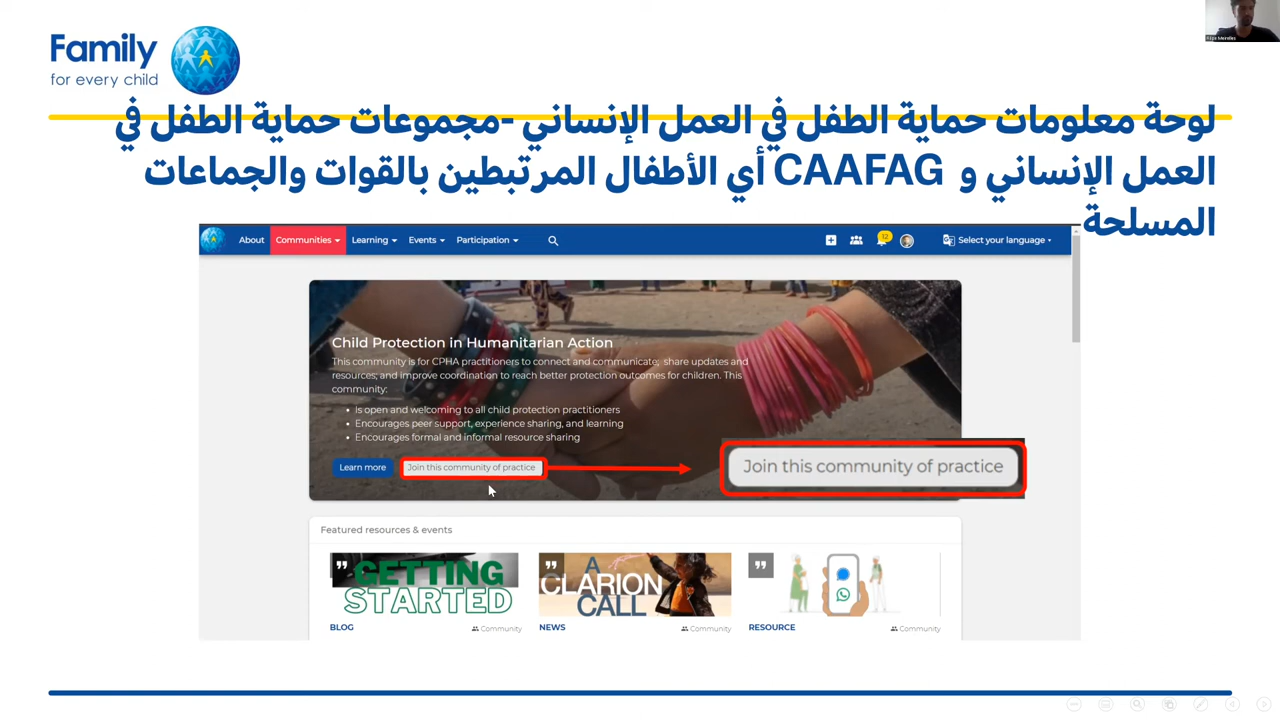 Family
for every child
لوحة معلومات حماية الطفل في العمل الإنساني -مجموعات حماية الطفل في
العمل الإنساني و CAAFAG أي الأطفال المرتبطين بالقوات والجماعات
المسلحة
About Communities Learning Events Participation 12 Select your language
Child Protection in Humanitarian Action
This community is for CPHA practitioners to connect and communicate; share updates and
resources; and improve coordination to reach better protection outcomes for children. This
community:
• Is open and welcoming to all child protection practitioners
• Encourages peer support, experience sharing, and learning
• Encourages formal and informal resource sharing
Learn more Join this community of practice
Join this community of practice
Featured resources & events
GETTING
STARTED
A
CLARION
CALL
BLOG Community
NEWS Community
RESOURCE Community